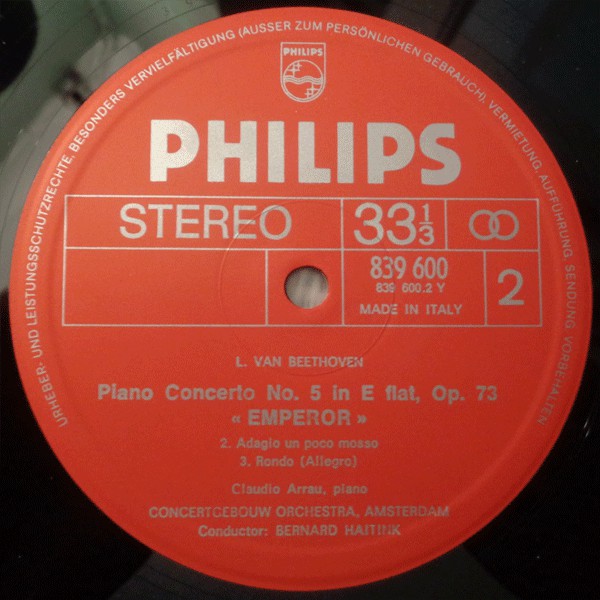 URHEBER- UND LEISTUNGSSCHUTZRECHTE, BESONDERS VERVIELFÄLTIGUNG (AUSSER ZUM PERSÖNLICHEN GEBRAUCH), VERMIETUNG, AUFFÜHRUNG, SENDUNG VORBEHALTEN
PHILIPS
PHILIPS
STEREO 33 1/3
839 600
839 600.2 Y
MADE IN ITALY
2
L. VAN BEETHOVEN
Piano Concerto No. 5 in E flat, Op. 73
« EMPEROR »
2. Adagio un poco mosso
3. Rondo (Allegro)
Claudio Arrau, piano
CONCERTGEBOUW ORCHESTRA, AMSTERDAM
Conductor: BERNARD HAITINK